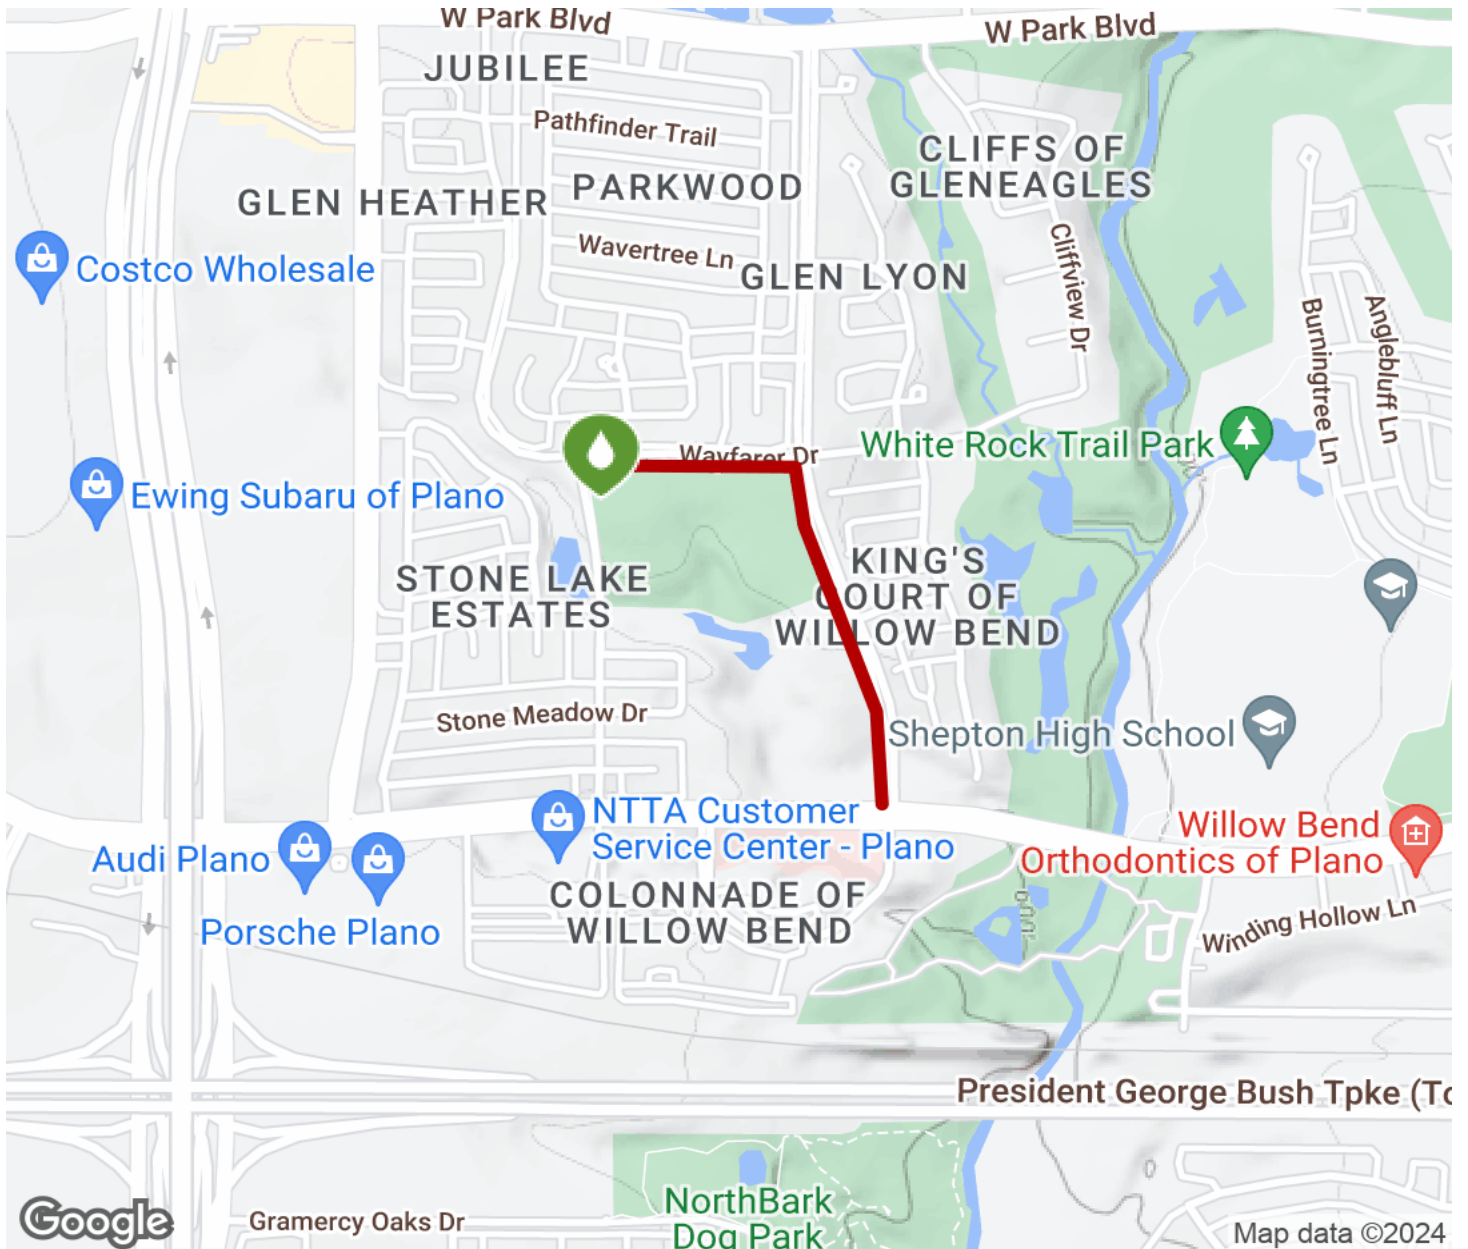 W Park Blvd
W Park Blvd
JUBILEE
Pathfinder Trail
CLIFFS OF
GLENEAGLES
PARKWOOD
GLEN HEATHER
Wavertree Ln
Cliffview Dr
Costco Wholesale
GLEN LYON
Burningtree Ln
Anglebluff Ln
Wayfarer Dr
White Rock Trail Park
Ewing Subaru of Plano
KING'S
COURT OF
WILLOW BEND
STONE LAKE
ESTATES
Stone Meadow Dr
Shepton High School
NTTA Customer
Service Center - Plano
Willow Bend
Orthodontics of Plano
Audi Plano
COLONNADE OF
WILLOW BEND
Porsche Plano
Winding Hollow Ln
President George Bush Tpke (To
NorthBark
Dog Park
Google
Gramercy Oaks Dr
Map data ©2024